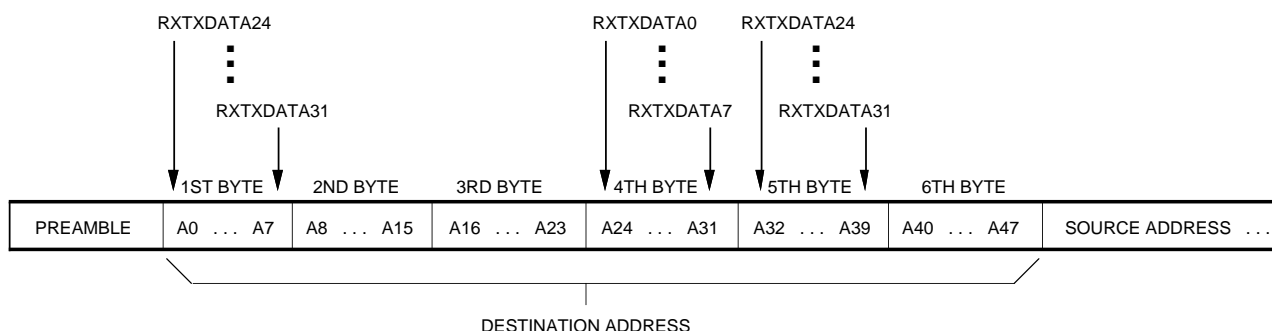 RXTXDATA24 RXTXDATA0 RXTXDATA24
RXTXDATA31 RXTXDATA7 RXTXDATA31
1ST BYTE 2ND BYTE 3RD BYTE 4TH BYTE 5TH BYTE 6TH BYTE
PREAMBLE A0 ... A7 A8 ... A15 A16 ... A23 A24 ... A31 A32 ... A39 A40 ... A47 SOURCE ADDRESS ...
DESTINATION ADDRESS